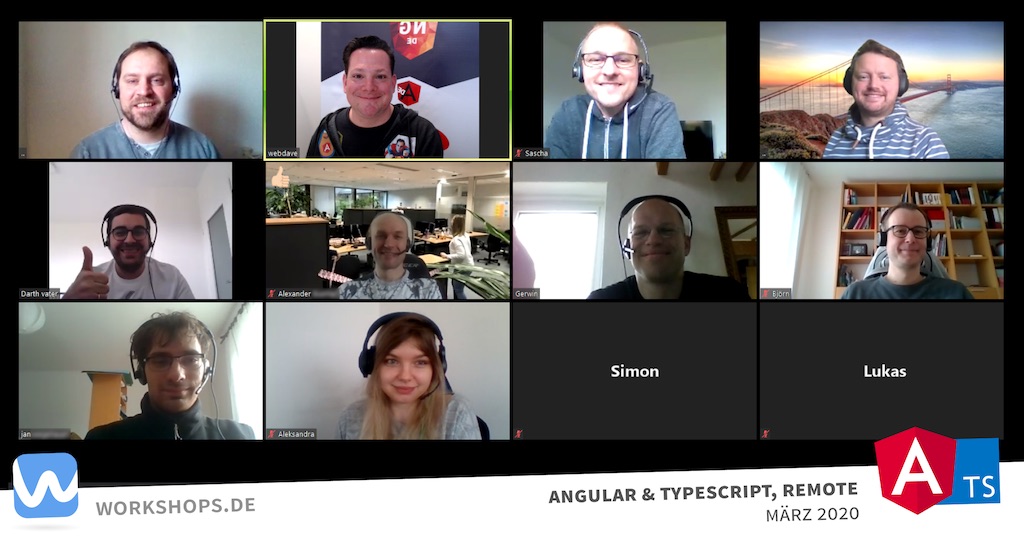 NG
DE
webdave
Sascha
Darth vater
Alexander
Gerwin
Björn
jan
Aleksandra
Simon
Lukas
WORKSHOPS.DE
ANGULAR & TYPESCRIPT, REMOTE
MÄRZ 2020
A
TS